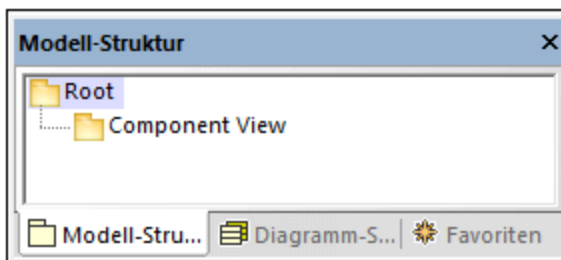 Modell-Struktur
Root
Component View
Modell-Stru... Diagramm-S... Favoriten